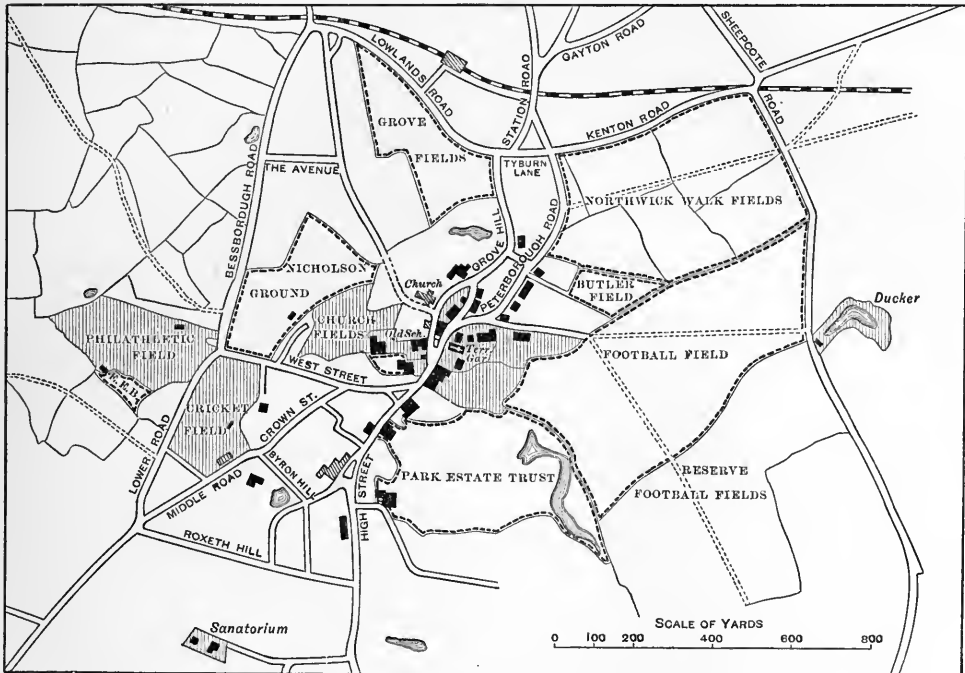 LOWLANDS ROAD
STATION ROAD
GAYTON ROAD
SHEEPCOTE ROAD
KENTON ROAD
GROVE
FIELDS
TYBURN
LANE
THE AVENUE
BESSBOROUGH ROAD
NORTHWICK WALK FIELDS
GROVE HILL
PETERBOROUGH ROAD
NICHOLSON
GROUND
Church
BUTLER
FIELD
Ducker
CHURCH
FIELDS
Old Sch.
PHILATHLETIC
FIELD
Terr.
Gar.
FOOTBALL FIELD
WEST STREET
CRICKET
FIELD
CROWN ST.
LOWER ROAD
MIDDLE ROAD
BYRON HILL
HIGH STREET
PARK ESTATE TRUST
RESERVE
FOOTBALL FIELDS
ROXETH HILL
Sanatorium
SCALE OF YARDS
0 100 200 400 600 800